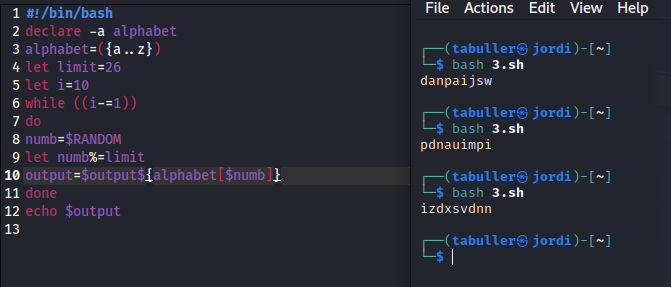 1 #!/bin/bash
2 declare -a alphabet
3 alphabet=({a..z})
4 let limit=26
5 let i=10
6 while ((i-=1))
7 do
8 numb=$RANDOM
9 let numb%=limit
10 output=$output${alphabet[$numb]}
11 done
12 echo $output
13
File Actions Edit View Help
┌──(tabuller㉿jordi)-[~]
└─$ bash 3.sh
danpaijsw
┌──(tabuller㉿jordi)-[~]
└─$ bash 3.sh
pdnauimpi
┌──(tabuller㉿jordi)-[~]
└─$ bash 3.sh
izdxsvdnn
┌──(tabuller㉿jordi)-[~]
└─$